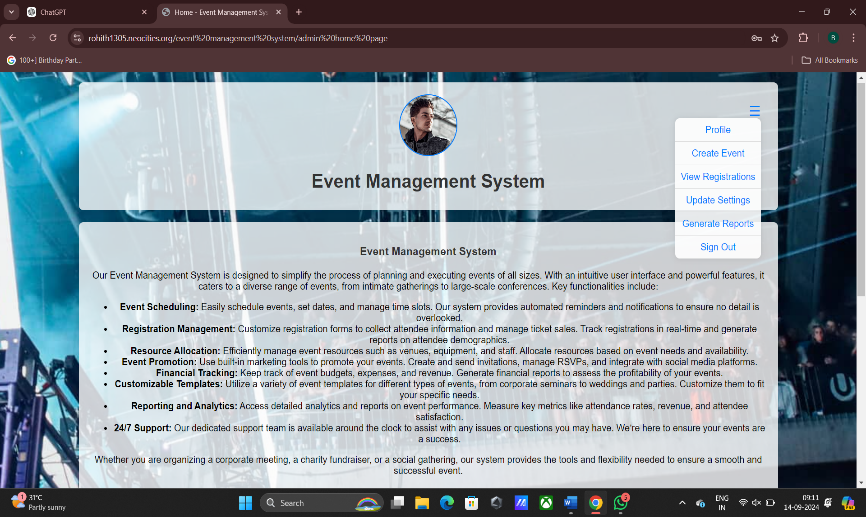 ChatGPT
Home - Event Management Sys
rohith1305.neocities.org/event%20management%20system/admin%20home%20page
B
100+] Birthday Part...
All Bookmarks
Profile
Create Event
View Registrations
Update Settings
Generate Reports
Sign Out
Event Management System
Event Management System
Our Event Management System is designed to simplify the process of planning and executing events of all sizes. With an intuitive user interface and powerful features, it
caters to a diverse range of events, from intimate gatherings to large-scale conferences. Key functionalities include:
• Event Scheduling: Easily schedule events, set dates, and manage time slots. Our system provides automated reminders and notifications to ensure no detail is
overlooked.
• Registration Management: Customize registration forms to collect attendee information and manage ticket sales. Track registrations in real-time and generate
reports on attendee demographics.
• Resource Allocation: Efficiently manage event resources such as venues, equipment, and staff. Allocate resources based on event needs and availability.
• Event Promotion: Use built-in marketing tools to promote your events. Create and send invitations, manage RSVPs, and integrate with social media platforms.
• Financial Tracking: Keep track of event budgets, expenses, and revenue. Generate financial reports to assess the profitability of your events.
• Customizable Templates: Utilize a variety of event templates for different types of events, from corporate seminars to weddings and parties. Customize them to fit
your specific needs.
• Reporting and Analytics: Access detailed analytics and reports on event performance. Measure key metrics like attendance rates, revenue, and attendee
satisfaction.
• 24/7 Support: Our dedicated support team is available around the clock to assist with any issues or questions you may have. We're here to ensure your events are
a success.
Whether you are organizing a corporate meeting, a charity fundraiser, or a social gathering, our system provides the tools and flexibility needed to ensure a smooth and
successful event.
1
31°C
Partly sunny
Search
ENG
IN
09:11
14-09-2024